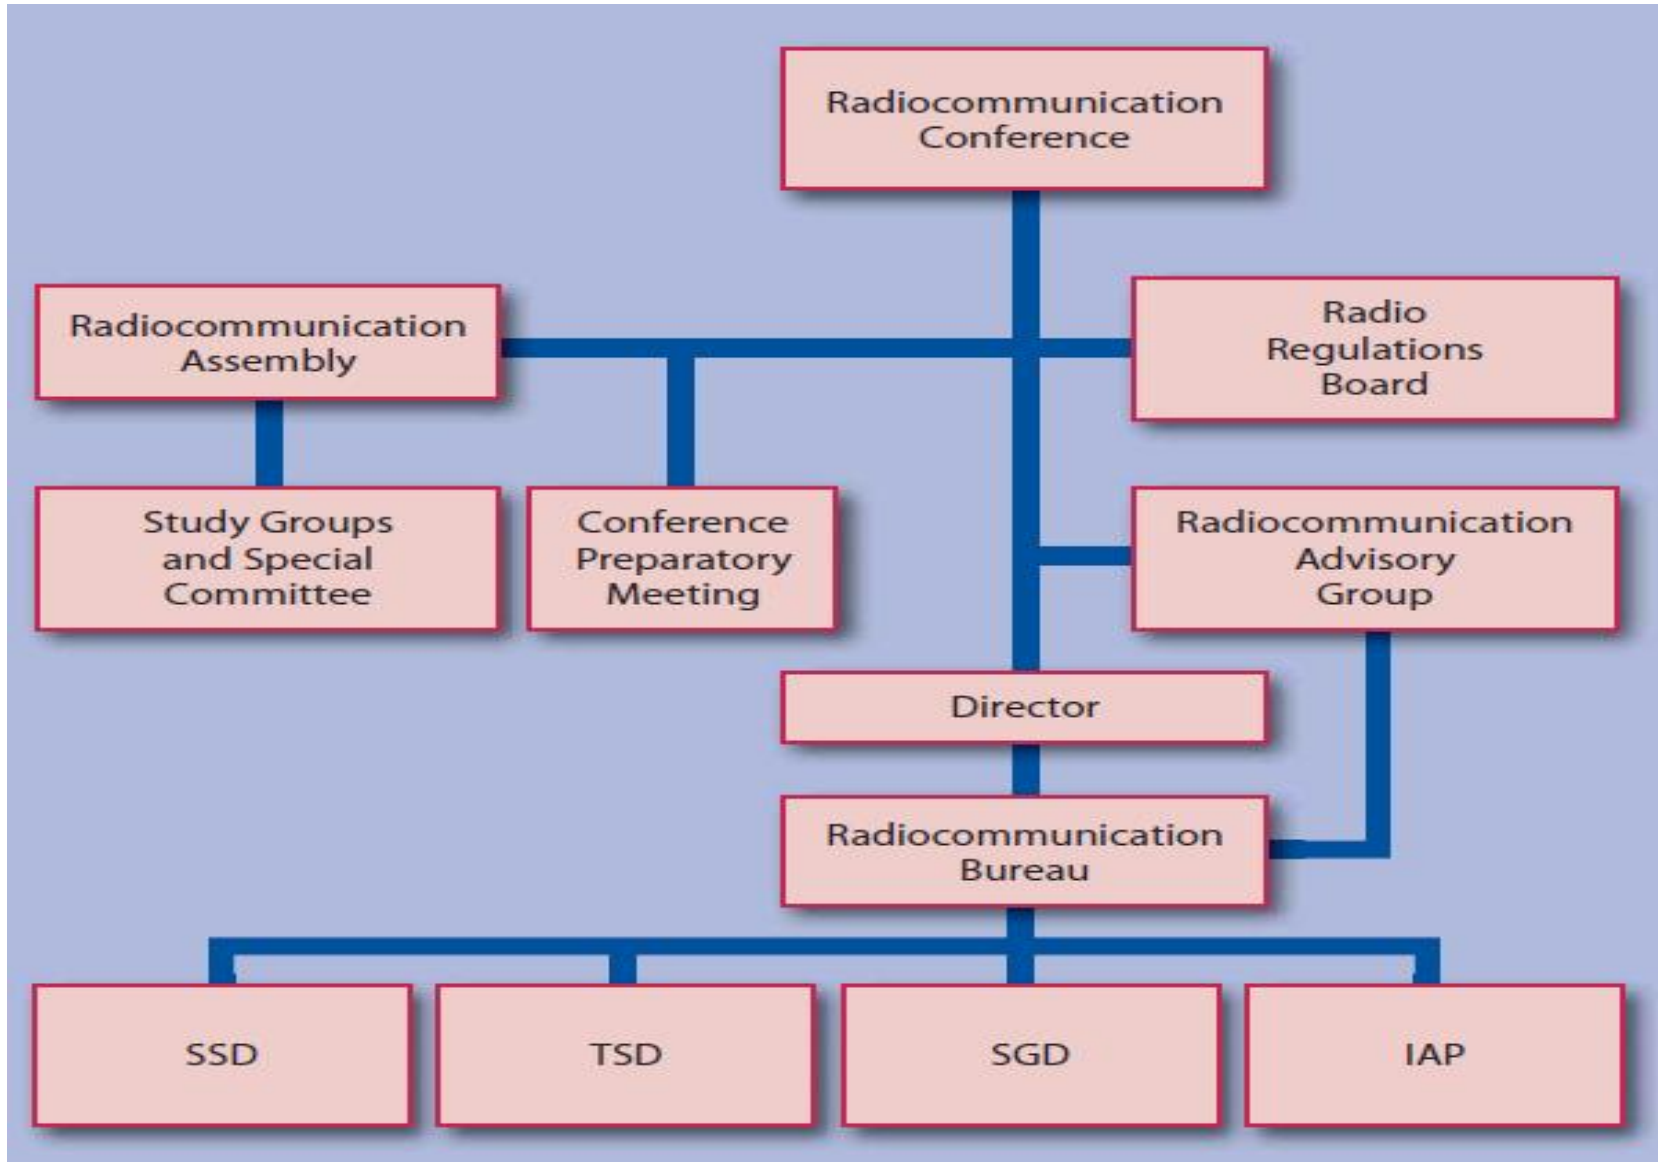 Radiocommunication
Conference
Radiocommunication
Assembly
Radio
Regulations
Board
Study Groups
and Special
Committee
Conference
Preparatory
Meeting
Radiocommunication
Advisory
Group
Director
Radiocommunication
Bureau
SSD
TSD
SGD
IAP